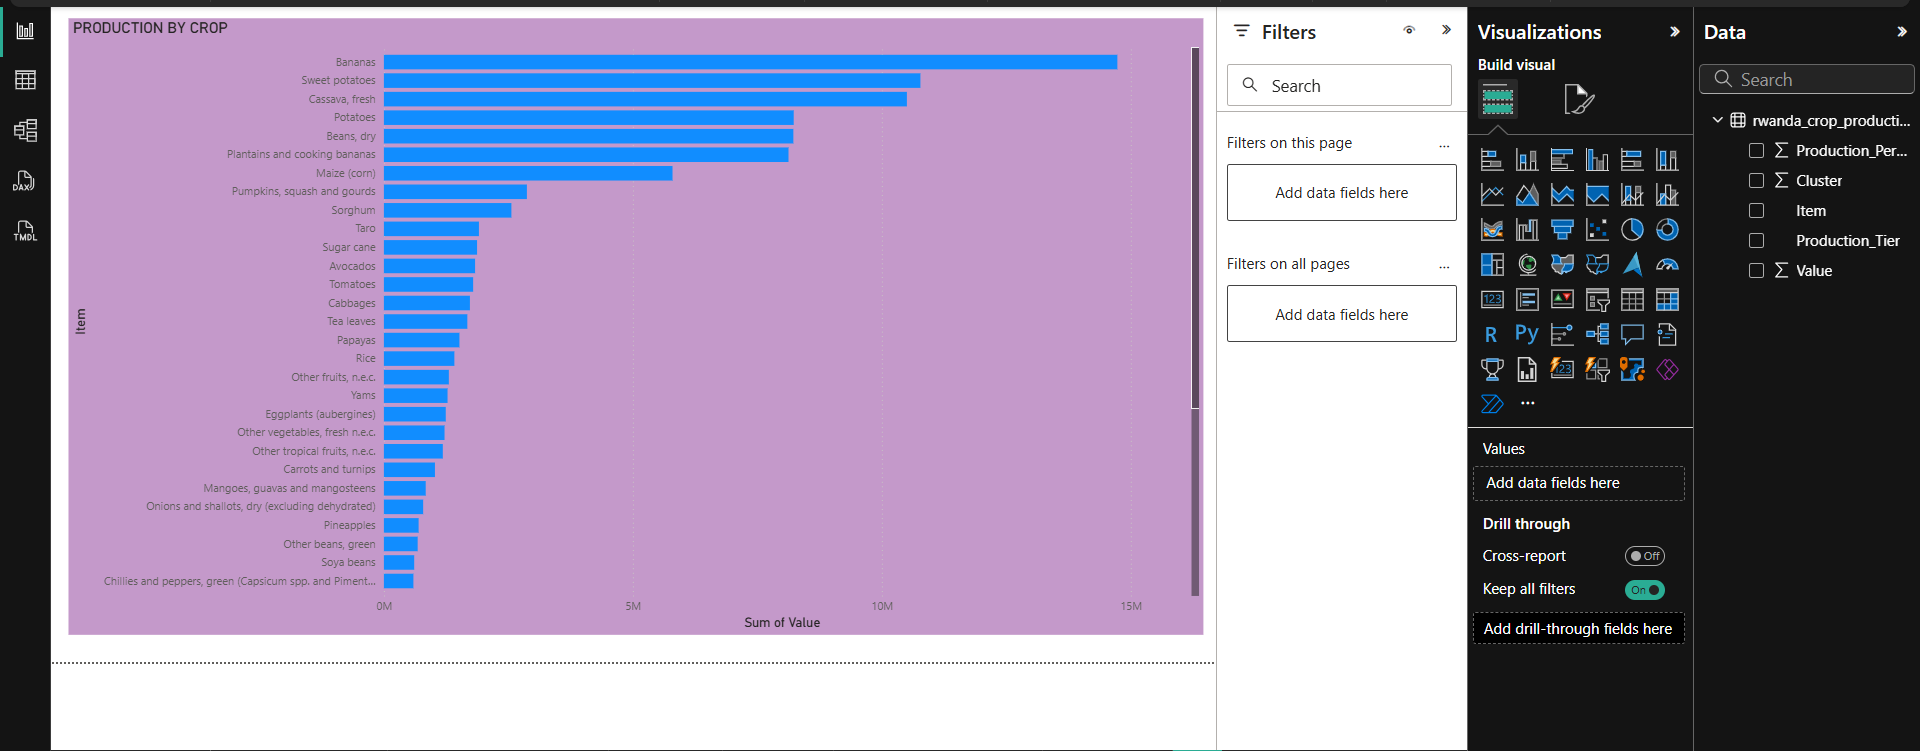 PRODUCTION BY CROP
Item
Bananas
Sweet potatoes
Cassava, fresh
Potatoes
Beans, dry
Plantains and cooking bananas
Maize (corn)
Pumpkins, squash and gourds
Sorghum
Taro
Sugar cane
Avocados
Tomatoes
Cabbages
Tea leaves
Papayas
Rice
Other fruits, n.e.c.
Yams
Eggplants (aubergines)
Other vegetables, fresh n.e.c.
Other tropical fruits, n.e.c.
Carrots and turnips
Mangoes, guavas and mangosteens
Onions and shallots, dry (excluding dehydrated)
Pineapples
Other beans, green
Soya beans
Chillies and peppers, green (Capsicum spp. and Piment...
0M 5M 10M 15M
Sum of Value
DAX
TMDL
Filters
Search
Filters on this page ...
Add data fields here
Filters on all pages ...
Add data fields here
Visualizations
Build visual
123
R Py
123
...
Values
Add data fields here
Drill through
Cross-report Off
Keep all filters On
Add drill-through fields here
Data
Search
rwanda_crop_producti...
Σ Production_Per...
Σ Cluster
Item
Production_Tier
Σ Value